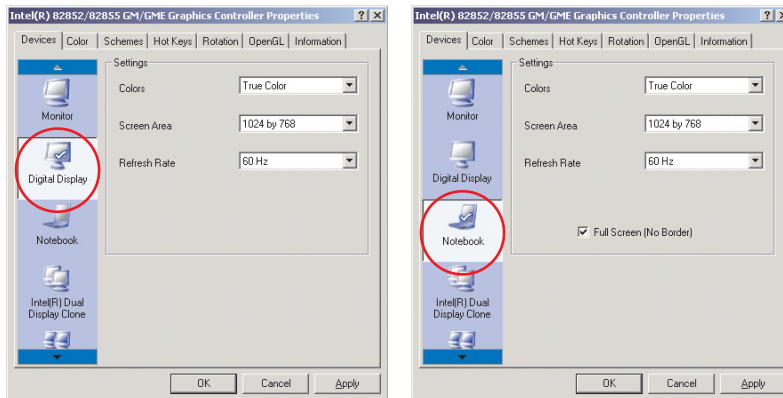 Intel(R) 82852/82855 GM/GME Graphics Controller Properties
Devices Color Schemes Hot Keys Rotation OpenGL Information
Settings
Colors True Color
Screen Area 1024 by 768
Refresh Rate 60 Hz
Monitor
Digital Display
Notebook
Intel(R) Dual
Display Clone
OK Cancel Apply
Intel(R) 82852/82855 GM/GME Graphics Controller Properties
Devices Color Schemes Hot Keys Rotation OpenGL Information
Settings
Colors True Color
Screen Area 1024 by 768
Refresh Rate 60 Hz
Full Screen (No Border)
Monitor
Digital Display
Notebook
Intel(R) Dual
Display Clone
OK Cancel Apply